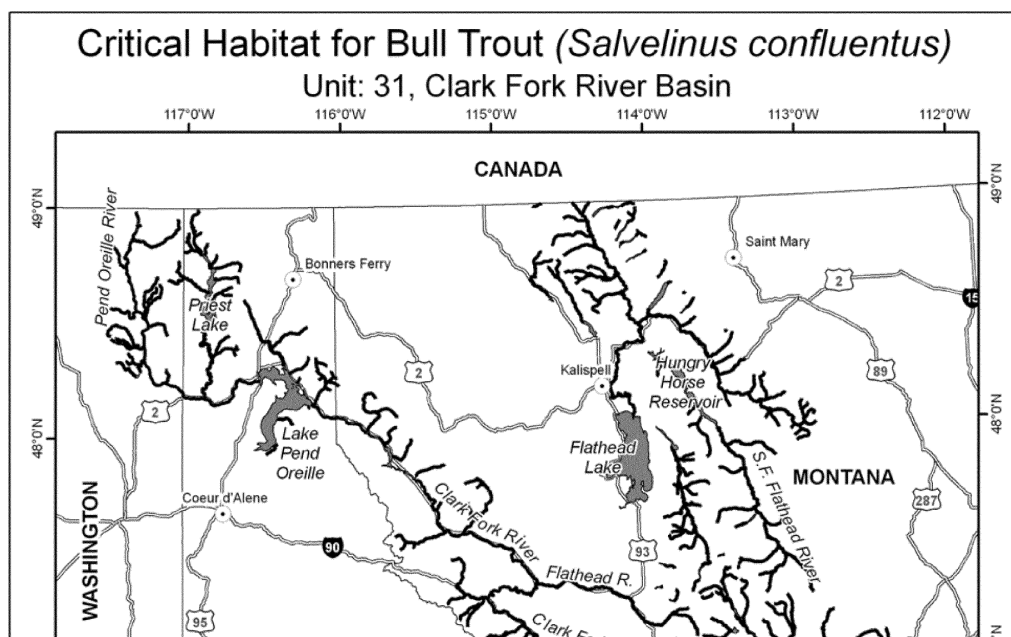 Critical Habitat for Bull Trout (Salvelinus confluentus)
Unit: 31, Clark Fork River Basin
117°0'W
116°0'W
115°0'W
114°0'W
113°0'W
112°0'W
CANADA
49°0'N
49°0'N
Pend Oreille River
Saint Mary
Bonners Ferry
2
15
Priest
Lake
Kalispell
Hungry
Horse
Reservoir
2
89
2
48°0'N
48°0'N
Lake
Pend
Oreille
Flathead
Lake
S.F. Flathead River
MONTANA
WASHINGTON
Coeur d'Alene
Clark Fork River
287
90
93
Flathead R.
95
Clark Fo
N